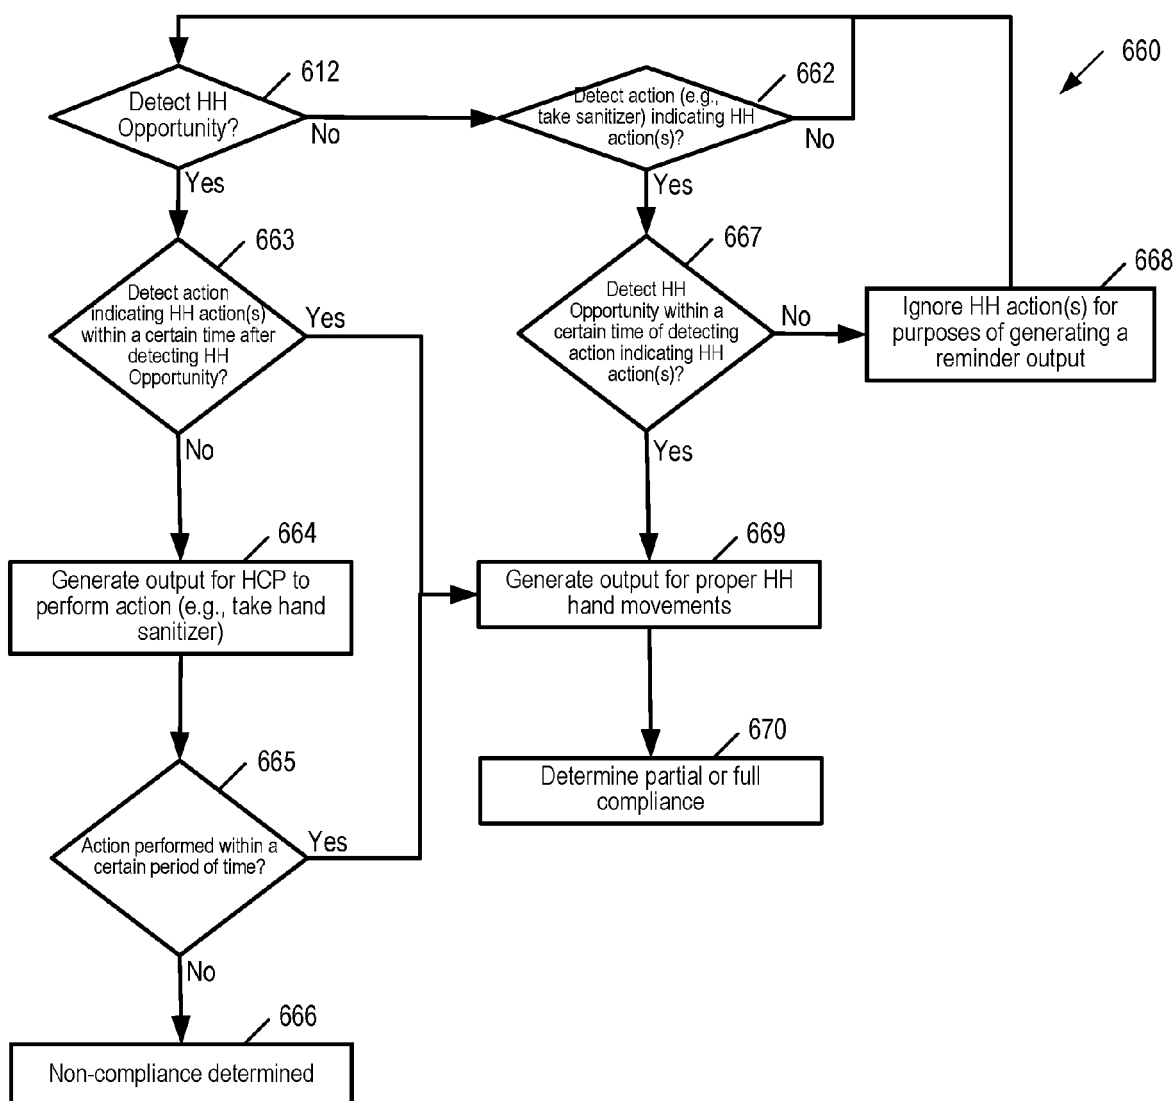 660
612
Detect HH
Opportunity?
No
Yes
662
Detect action (e.g.,
take sanitizer) indicating HH
action(s)?
No
Yes
663
Detect action
indicating HH action(s)
within a certain time after
detecting HH
Opportunity?
Yes
No
667
Detect HH
Opportunity within a
certain time of detecting
action indicating HH
action(s)?
No
Yes
668
Ignore HH action(s) for
purposes of generating a
reminder output
664
Generate output for HCP to
perform action (e.g., take hand
sanitizer)
669
Generate output for proper HH
hand movements
670
Determine partial or full
compliance
665
Action performed within a
certain period of time?
Yes
No
666
Non-compliance determined